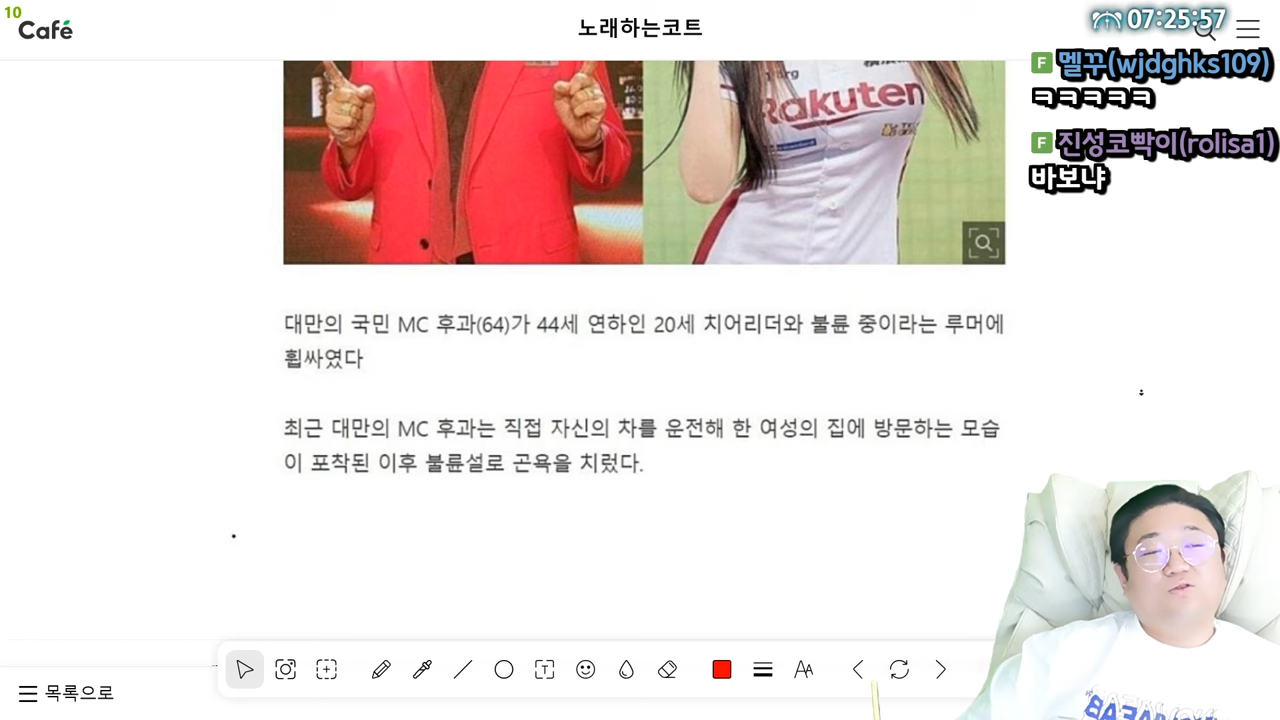 10
Café
노래하는코트
07:25:57
F 멜꾸(wjdghks109)
ㅋㅋㅋㅋㅋ
F 진성코빡이(rolisa1)
바보냐
Rakuten
대만의 국민 MC 후과(64)가 44세 연하인 20세 치어리더와 불륜 중이라는 루머에
휩싸였다
최근 대만의 MC 후과는 직접 자신의 차를 운전해 한 여성의 집에 방문하는 모습
이 포착된 이후 불륜설로 곤욕을 치렀다.
목록으로